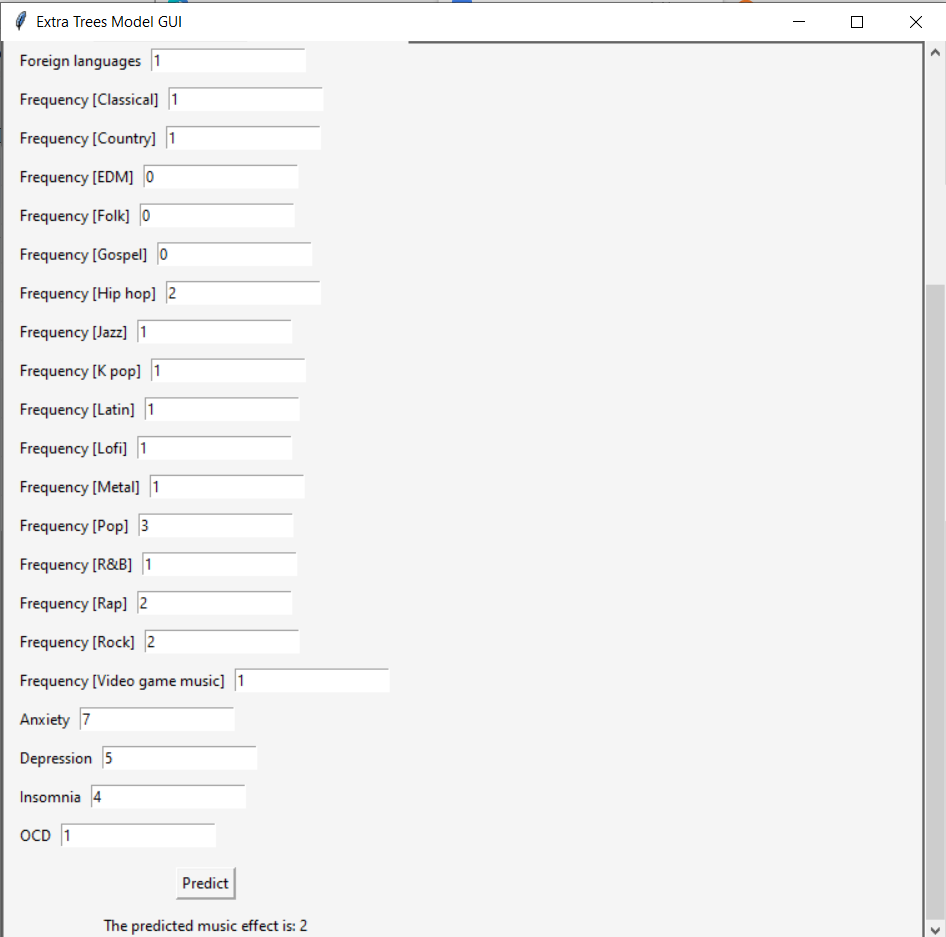 Extra Trees Model GUI
Foreign languages 1
Frequency [Classical] 1
Frequency [Country] 1
Frequency [EDM] 0
Frequency [Folk] 0
Frequency [Gospel] 0
Frequency [Hip hop] 2
Frequency [Jazz] 1
Frequency [K pop] 1
Frequency [Latin] 1
Frequency [Lofi] 1
Frequency [Metal] 1
Frequency [Pop] 3
Frequency [R&B] 1
Frequency [Rap] 2
Frequency [Rock] 2
Frequency [Video game music] 1
Anxiety 7
Depression 5
Insomnia 4
OCD 1
Predict
The predicted music effect is: 2